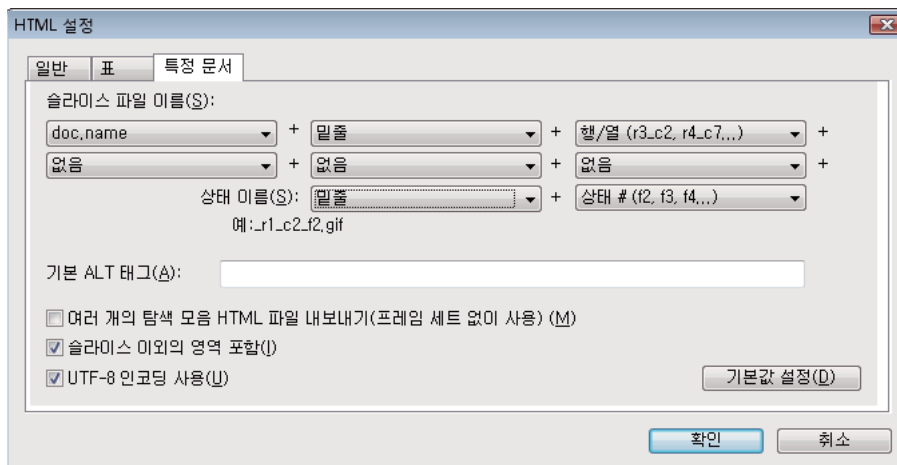 HTML 설정
일반 표 특정 문서
슬라이스 파일 이름(S):
doc.name + 밑줄 + 행/열 (r3_c2, r4_c7...) +
없음 + 없음 + 없음 +
상태 이름(S): 밑줄 + 상태 # (f2, f3, f4...)
예:_r1_c2_f2.gif
기본 ALT 태그(A):
여러 개의 탐색 모음 HTML 파일 내보내기(프레임 세트 없이 사용) (M)
슬라이스 이외의 영역 포함(I)
UTF-8 인코딩 사용(U)
기본값 설정(D)
확인 취소